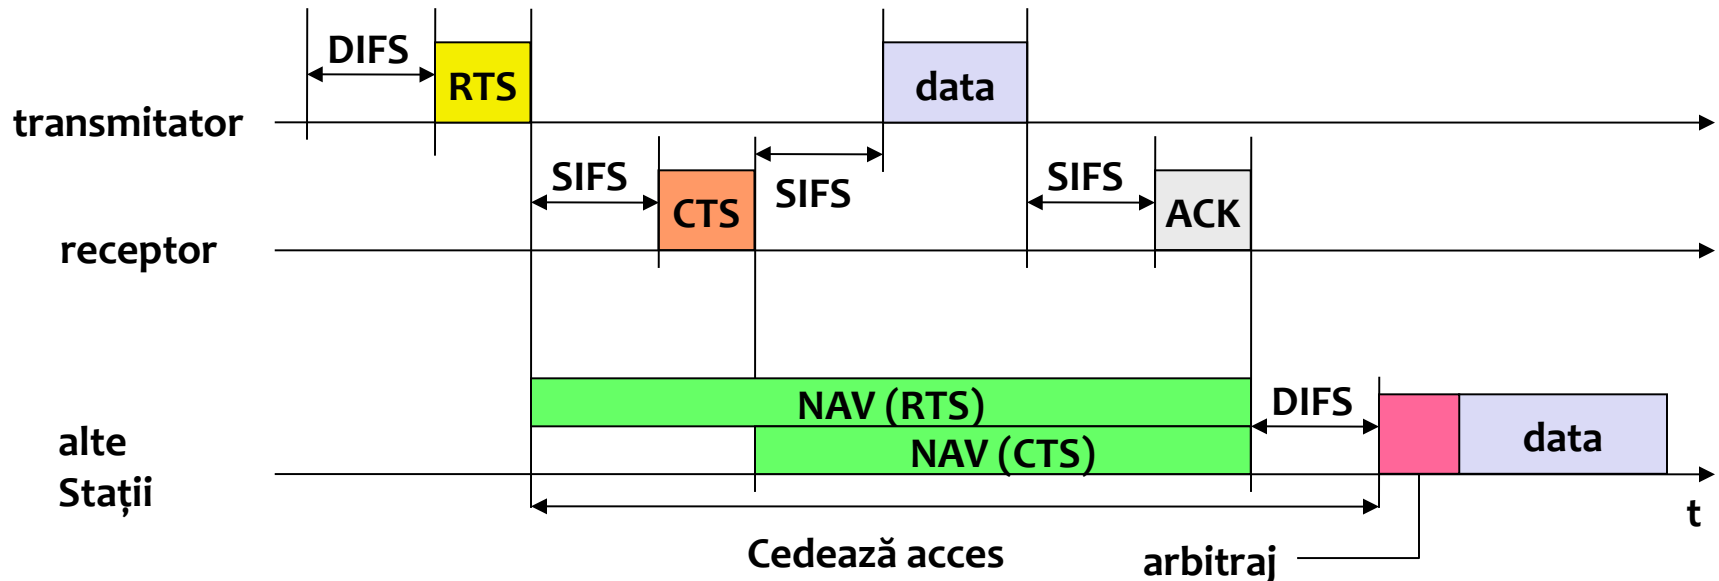 DIFS
RTS
data
transmitator
SIFS
CTS
SIFS
SIFS
ACK
receptor
NAV (RTS)
DIFS
NAV (CTS)
data
alte
Stații
t
Cedează acces
arbitraj